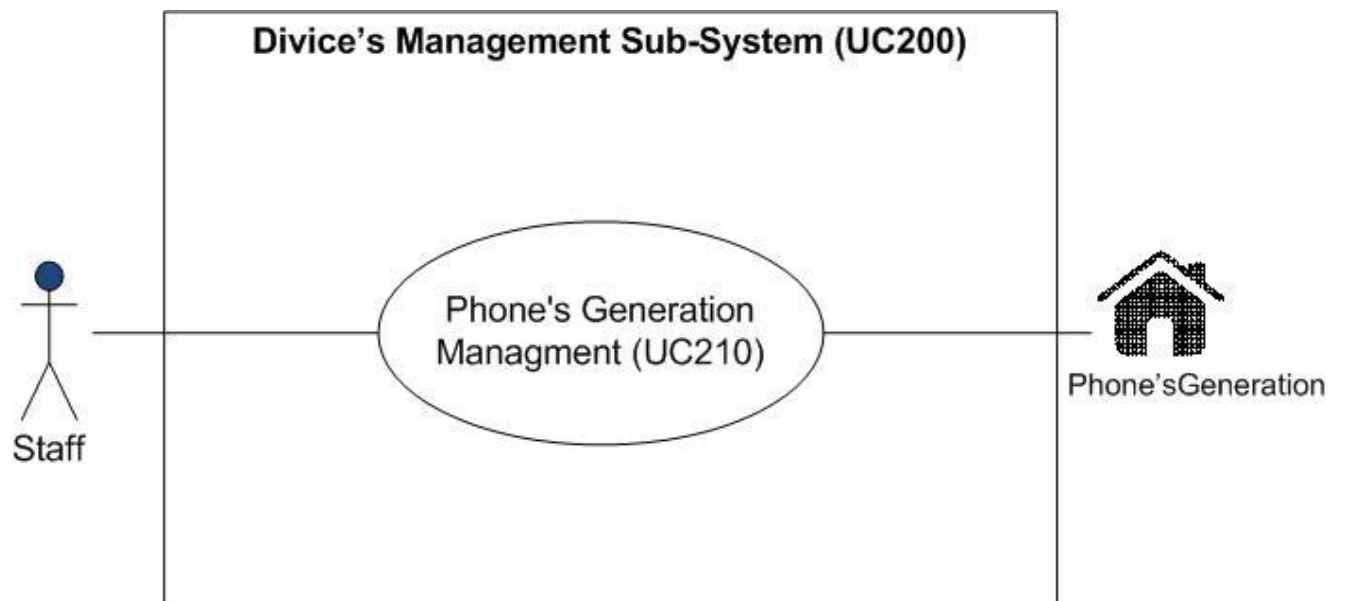 Divice's Management Sub-System (UC200)
Phone's Generation
Managment (UC210)
Phone'sGeneration
Staff